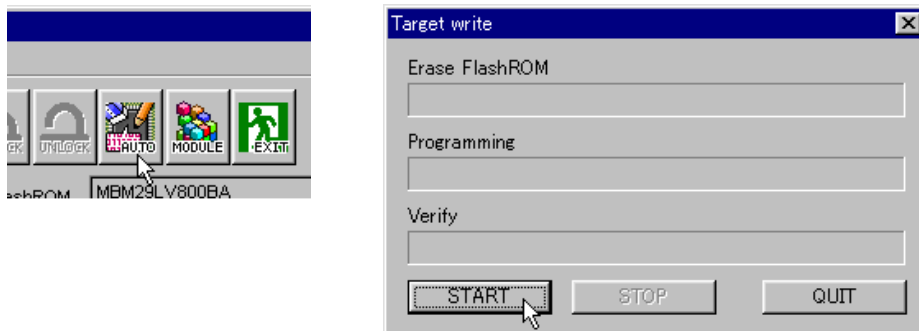 UNLOCK
AUTO
MODULE
EXIT
MBM29LV800BA
Target write
Erase FlashROM
Programming
Verify
START
STOP
QUIT